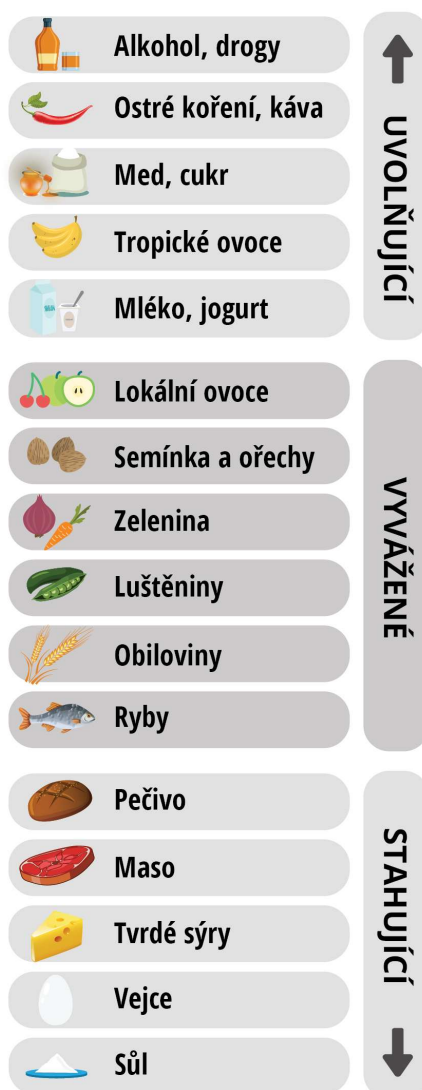 Alkohol, drogy
Ostré koření, káva
Med, cukr
Tropické ovoce
Mléko, jogurt
UVOLŇUJÍCÍ
Lokální ovoce
Semínka a ořechy
Zelenina
Luštěniny
Obiloviny
Ryby
VYVÁŽENÉ
Pečivo
Maso
Tvrdé sýry
Vejce
Sůl
STAHUJÍCÍ